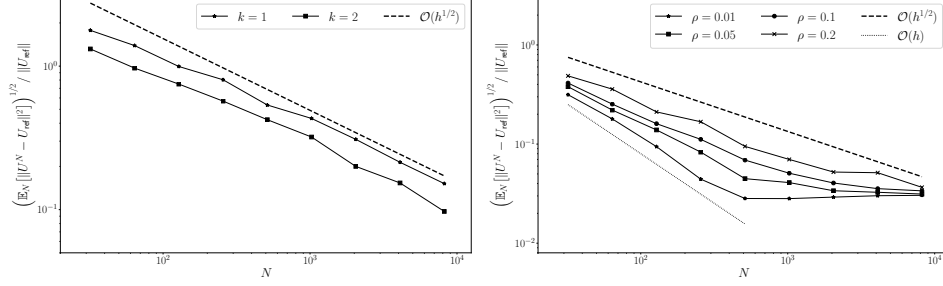 k = 1 k = 2 O(h^{1/2})
10^0
10^{-1}
(E_N [||U^N − U_ref||^2])^{1/2} / ||U_ref||
10^2 10^3 10^4
N
ρ = 0.01 ρ = 0.1 O(h^{1/2})
ρ = 0.05 ρ = 0.2 O(h)
10^0
10^{-1}
10^{-2}
(E_N [||U^N − U_ref||^2])^{1/2} / ||U_ref||
10^2 10^3 10^4
N